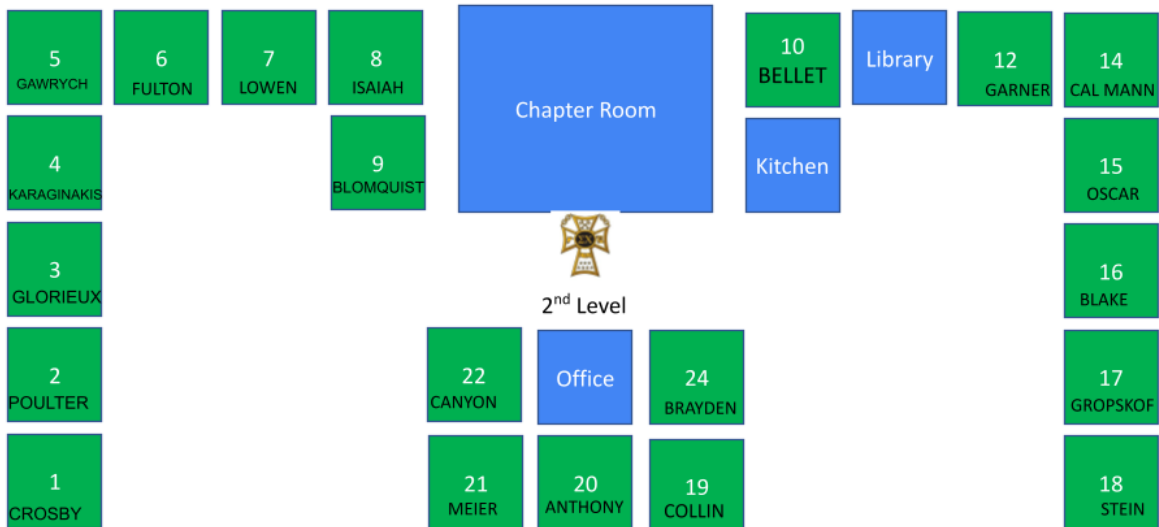 5
GAWRYCH
6
FULTON
7
LOWEN
8
ISAIAH
Chapter Room
10
BELLET
Library
12
GARNER
14
CAL MANN
4
KARAGINAKIS
9
BLOMQUIST
Kitchen
15
OSCAR
3
GLORIEUX
2nd Level
16
BLAKE
2
POULTER
22
CANYON
Office
24
BRAYDEN
17
GROPSKOF
1
CROSBY
21
MEIER
20
ANTHONY
19
COLLIN
18
STEIN